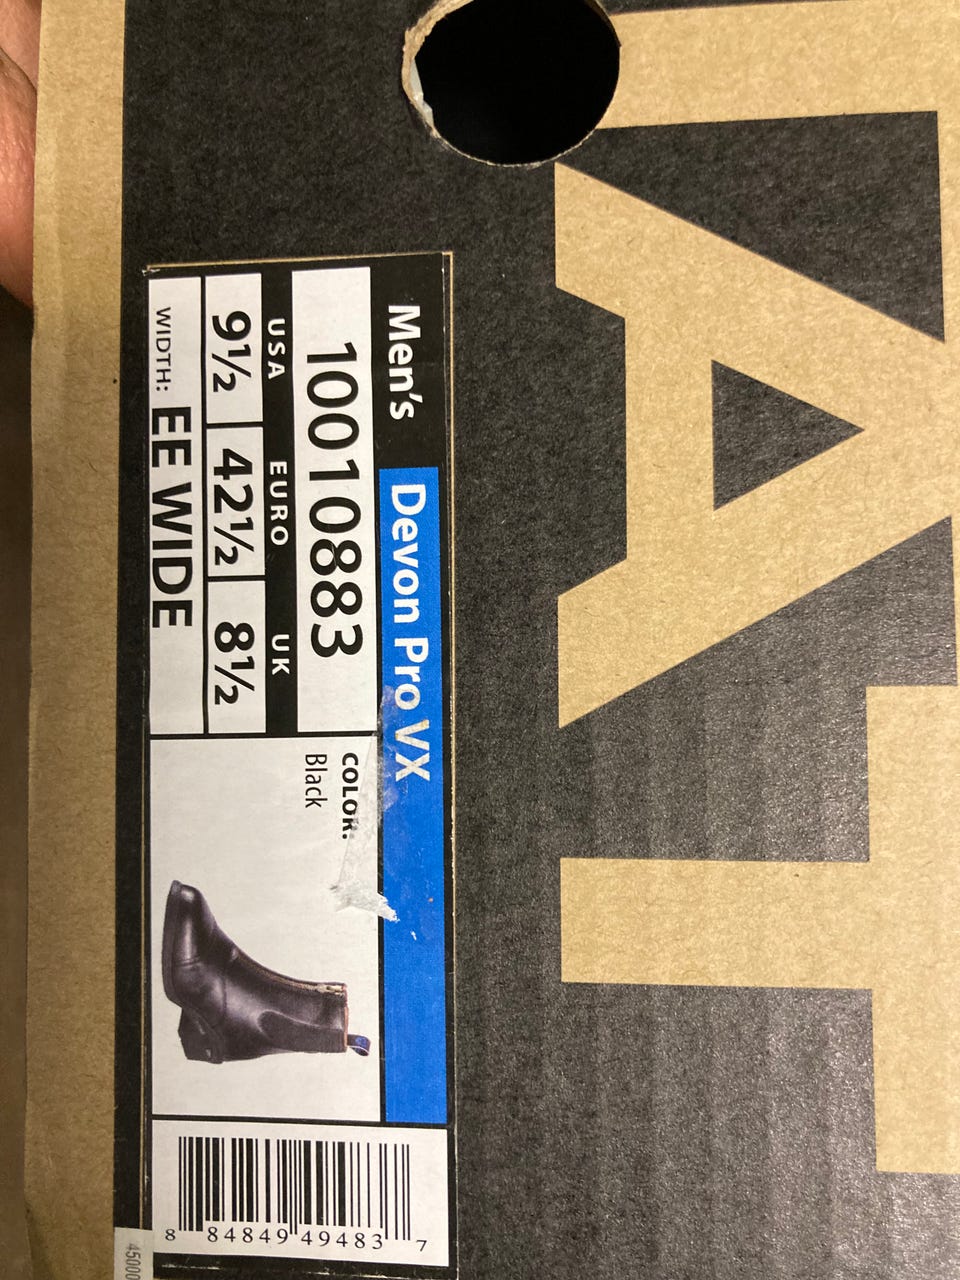 Men's Devon Pro VX
10010883
USA EURO UK
9½ 42½ 8½
WIDTH: EE WIDE
COLOR:
Black
8 84849 49483 7